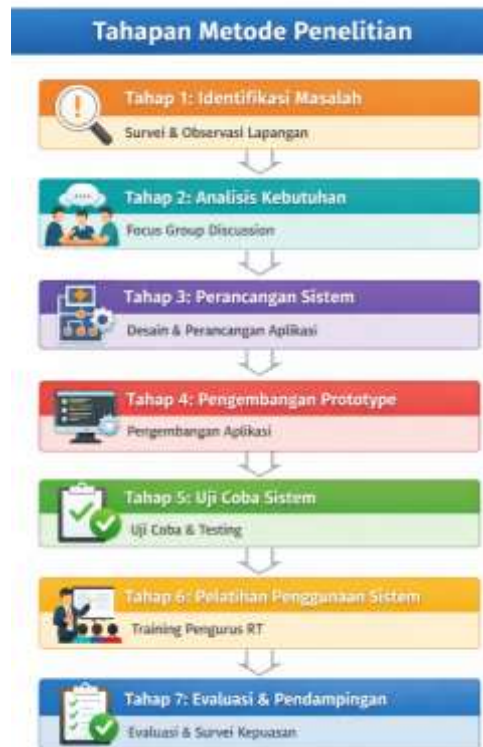 Tahapan Metode Penelitian
Tahap 1: Identifikasi Masalah
Survei & Observasi Lapangan
Tahap 2: Analisis Kebutuhan
Focus Group Discussion
Tahap 3: Perancangan Sistem
Desain & Perancangan Aplikasi
Tahap 4: Pengembangan Prototype
Pengembangan Aplikasi
Tahap 5: Uji Coba Sistem
Uji Coba & Testing
Tahap 6: Pelatihan Penggunaan Sistem
Training Pengurus RT
Tahap 7: Evaluasi & Pendampingan
Evaluasi & Survei Kepuasan